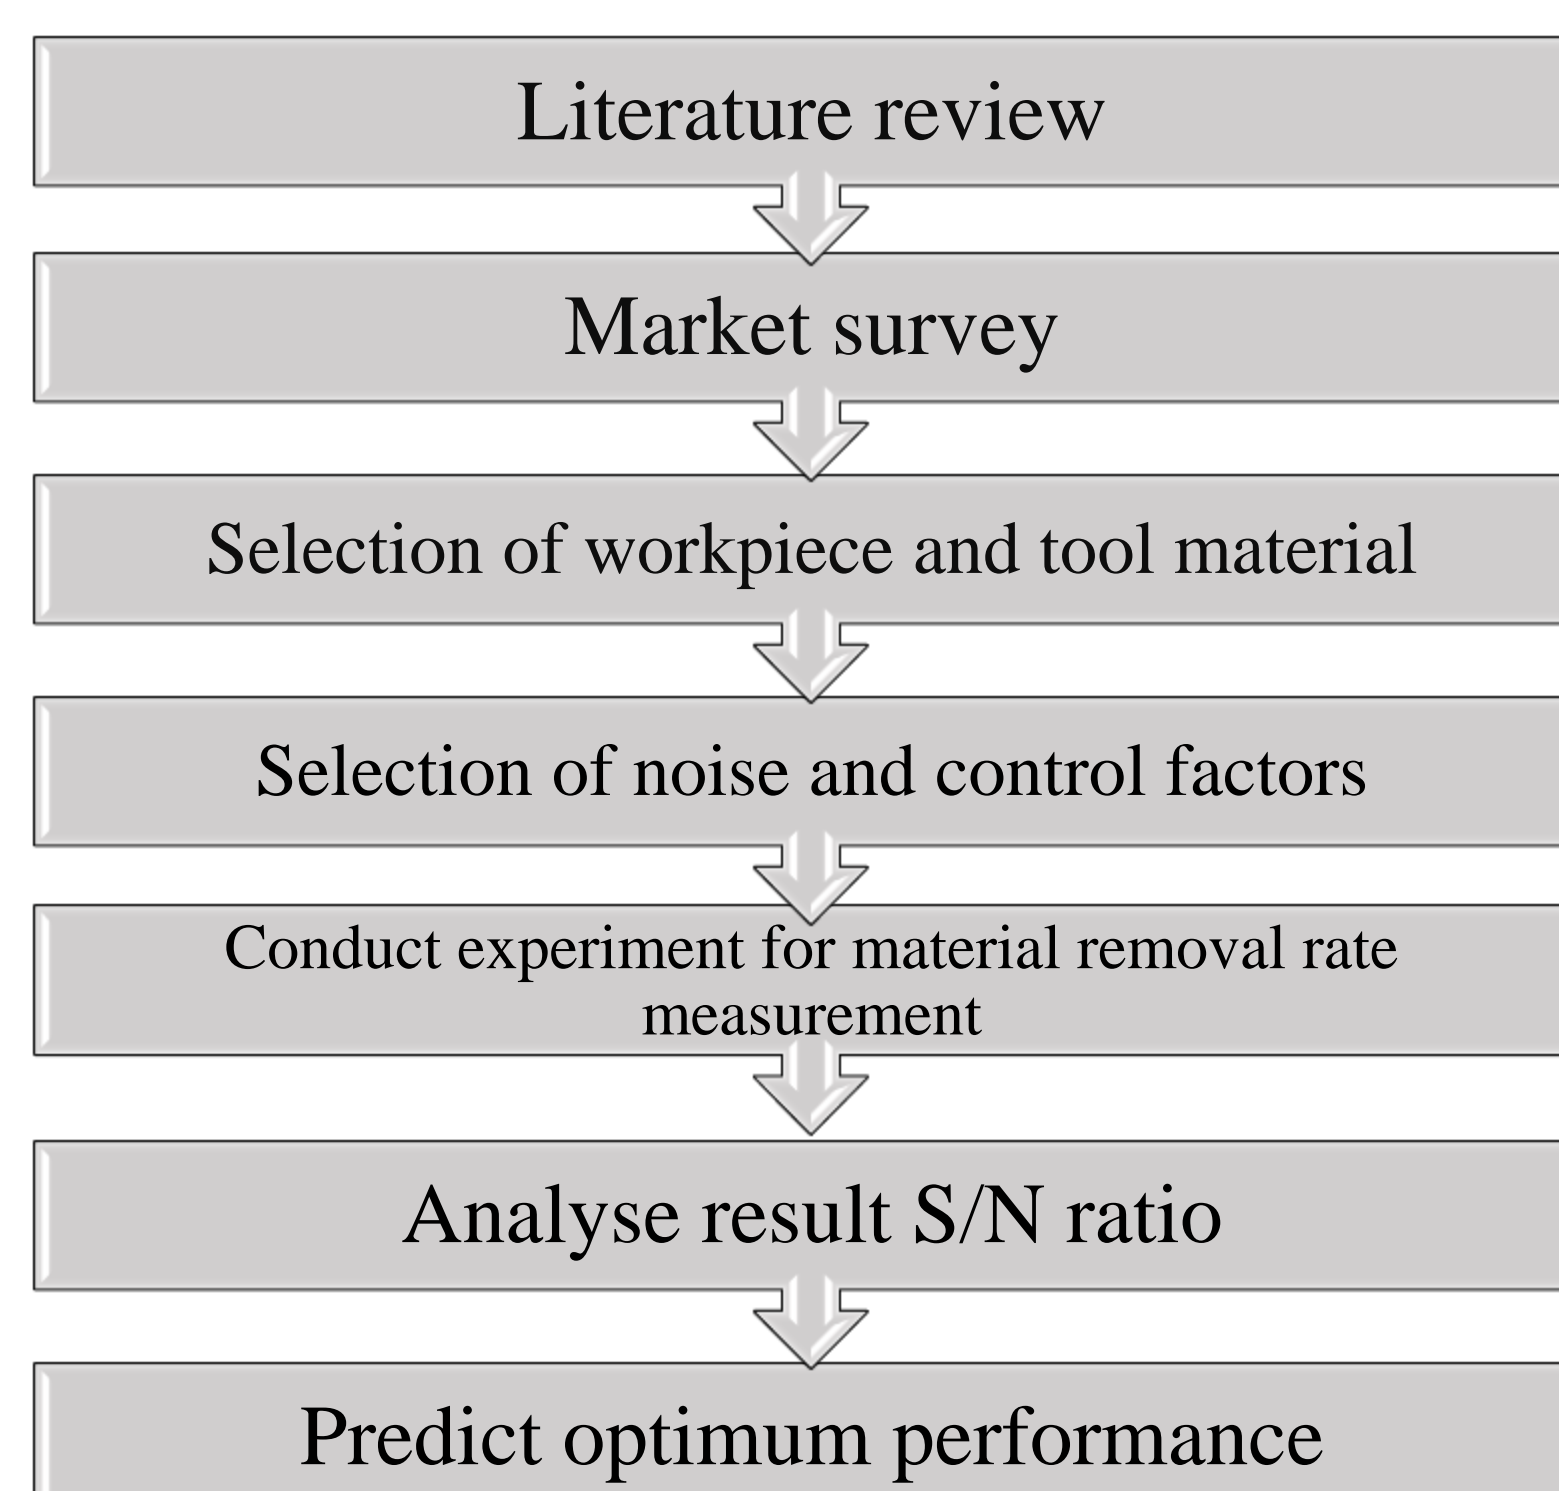 Literature review
Market survey
Selection of workpiece and tool material
Selection of noise and control factors
Conduct experiment for material removal rate
measurement
Analyse result S/N ratio
Predict optimum performance